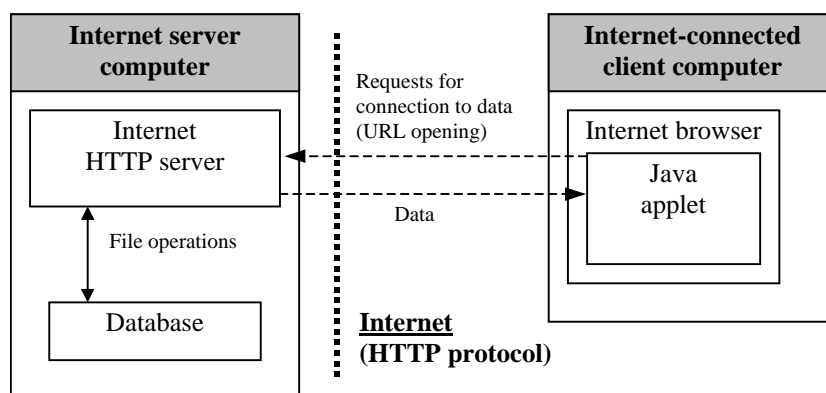 Internet server
computer
Internet
HTTP server
File operations
Database
Requests for
connection to data
(URL opening)
Data
Internet
(HTTP protocol)
Internet-connected
client computer
Internet browser
Java
applet